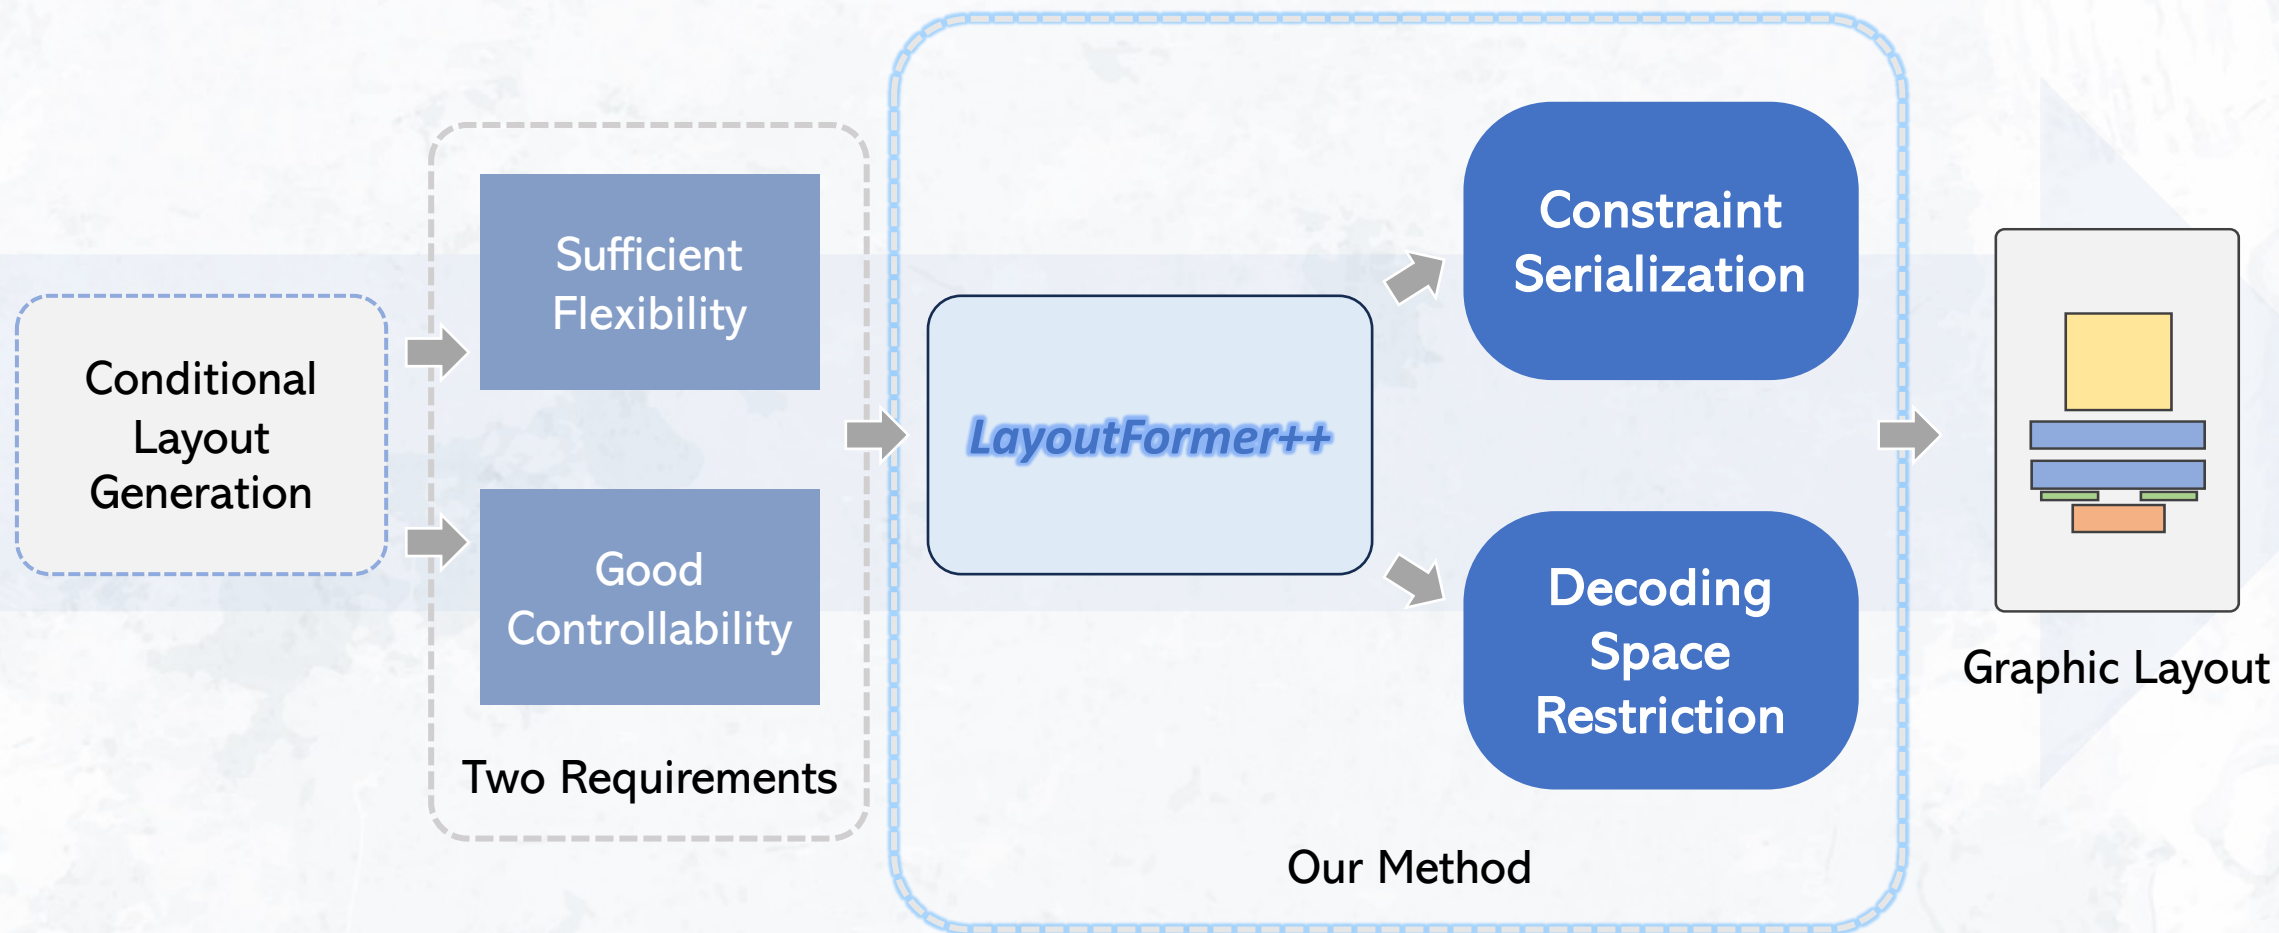 Conditional
Layout
Generation
Sufficient
Flexibility
Good
Controllability
Two Requirements
LayoutFormer++
Constraint
Serialization
Decoding
Space
Restriction
Our Method
Graphic Layout